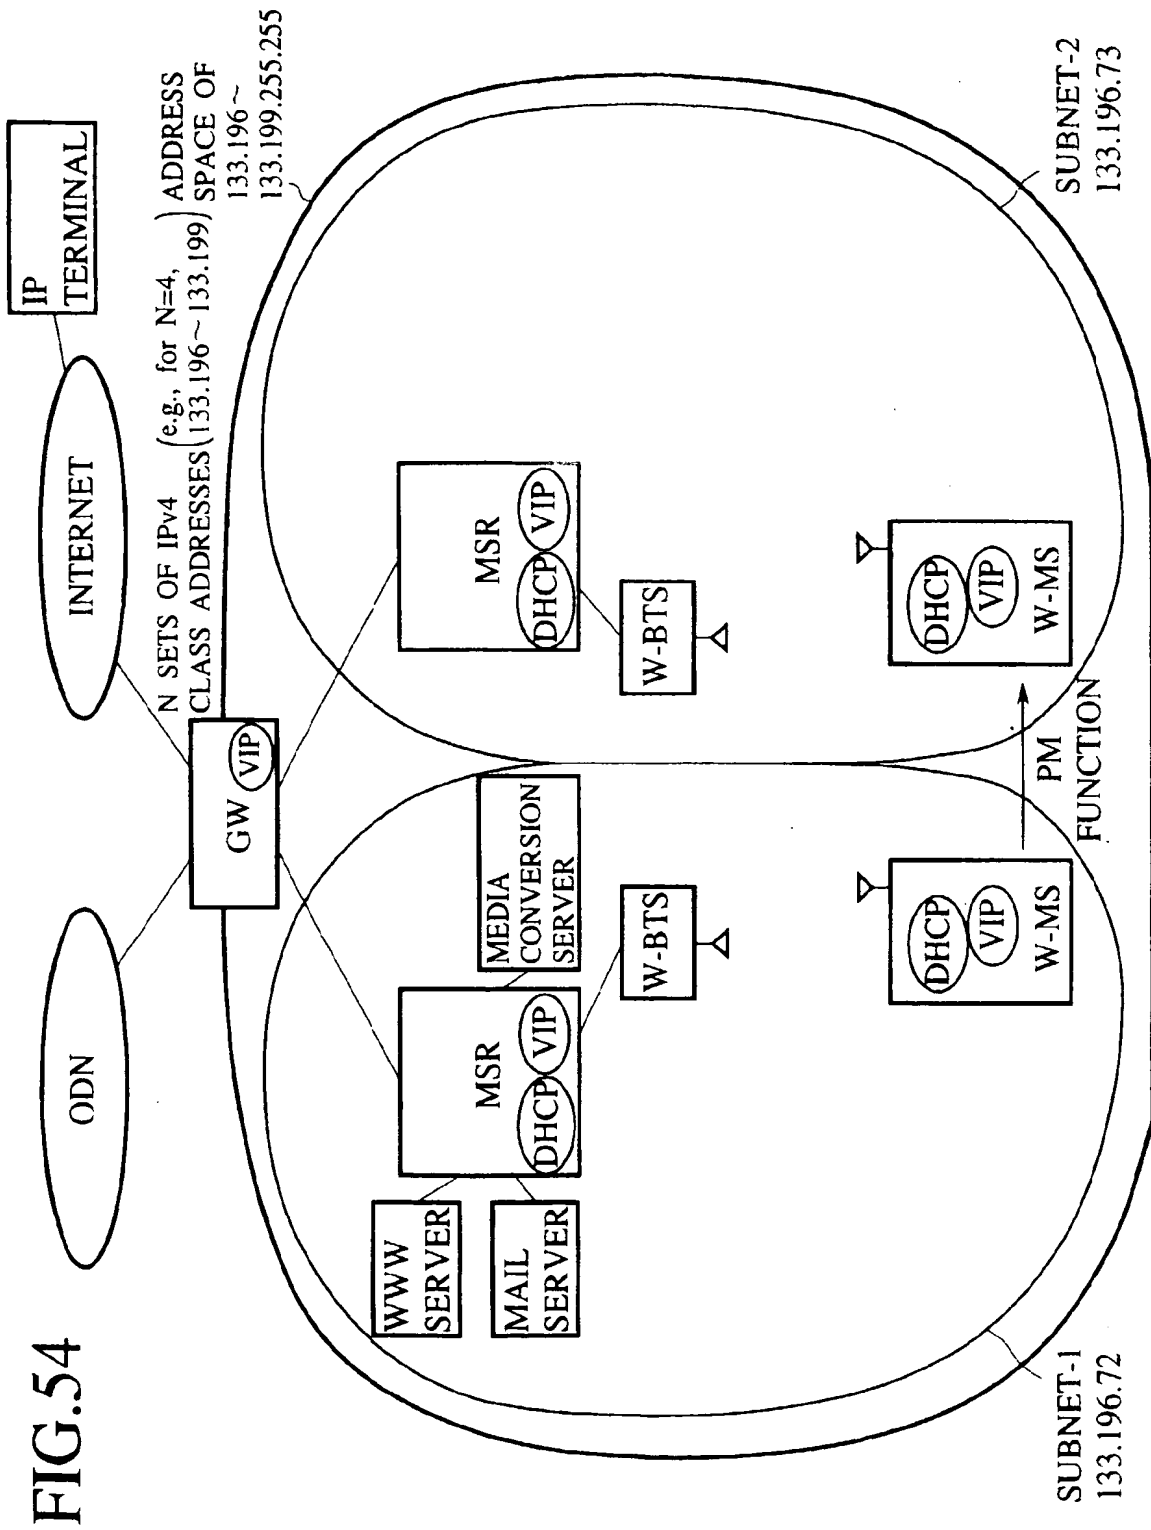 FIG.54
ODN
INTERNET
IP
TERMINAL
GW
VIP
N SETS OF IPv4
CLASS ADDRESSES
(e.g., for N=4,
133.196~133.199)
ADDRESS
SPACE OF
133.196~
133.199.255.255
WWW
SERVER
MAIL
SERVER
MSR
DHCP
VIP
MEDIA
CONVERSION
SERVER
W-BTS
MSR
DHCP
VIP
W-BTS
DHCP
VIP
W-MS
PM
FUNCTION
DHCP
VIP
W-MS
SUBNET-1
133.196.72
SUBNET-2
133.196.73